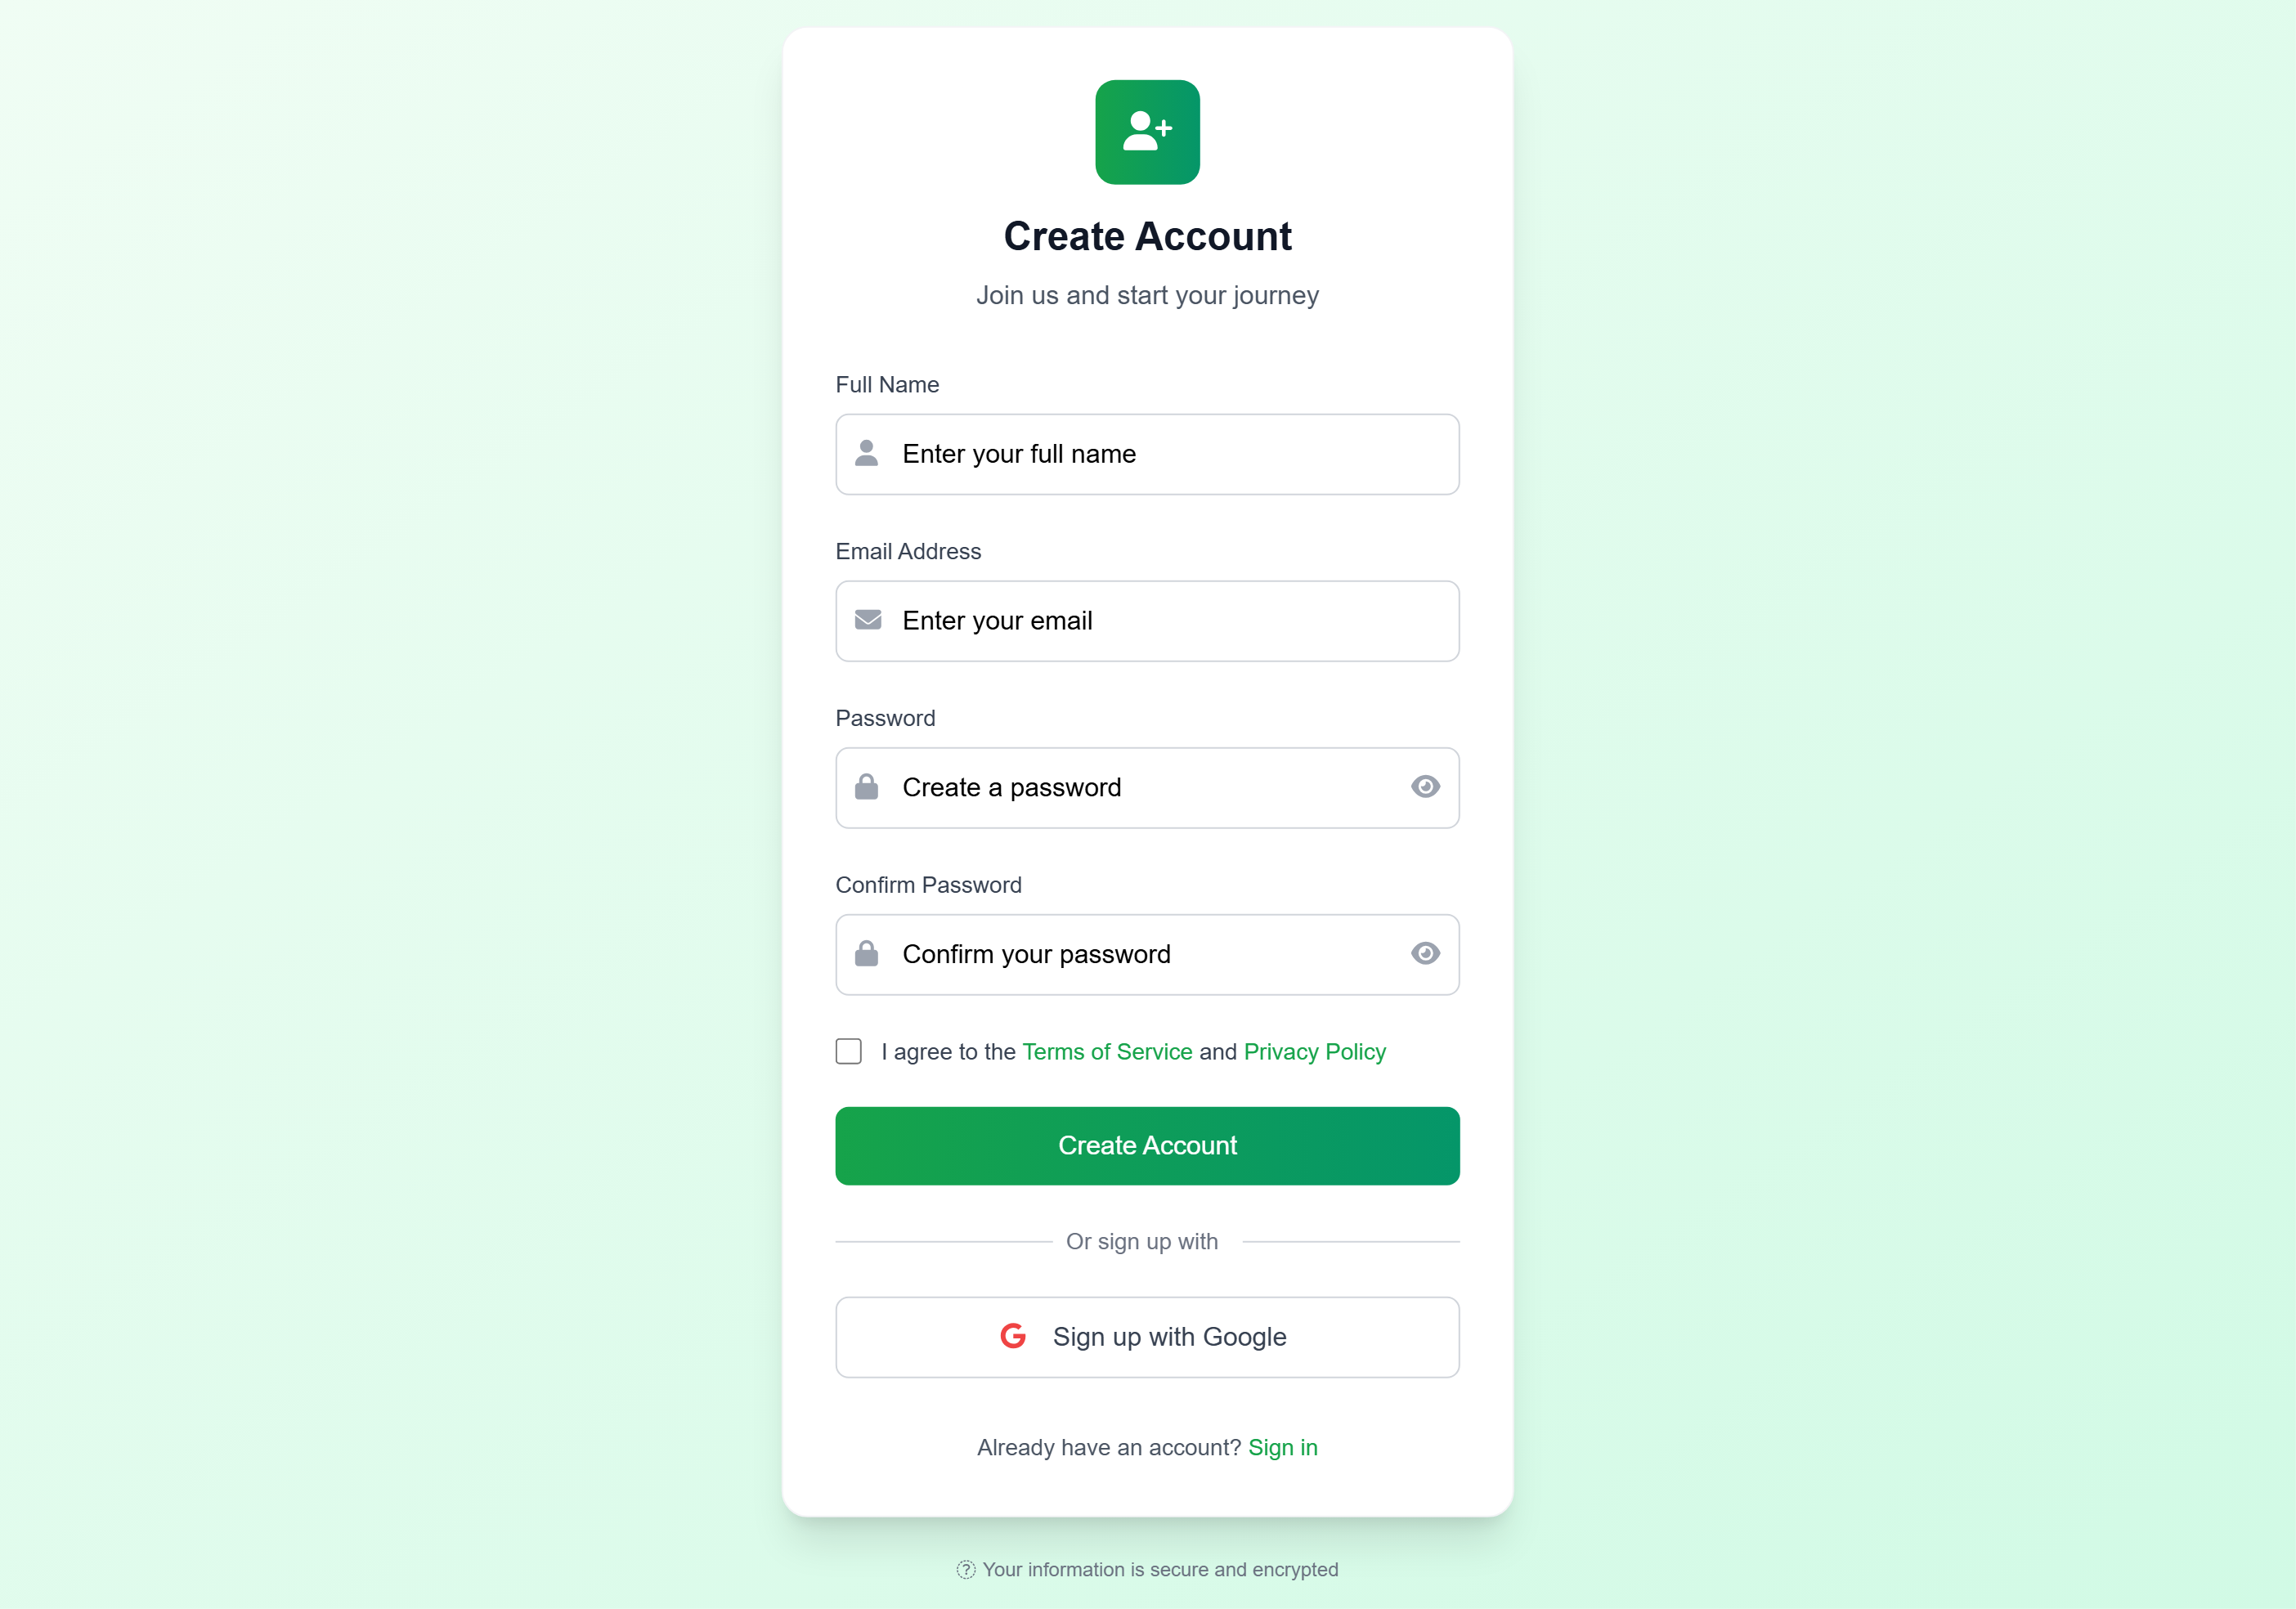 Create Account
Join us and start your journey
Full Name
Enter your full name
Email Address
Enter your email
Password
Create a password
Confirm Password
Confirm your password
I agree to the Terms of Service and Privacy Policy
Create Account
Or sign up with
Sign up with Google
Already have an account? Sign in
Your information is secure and encrypted